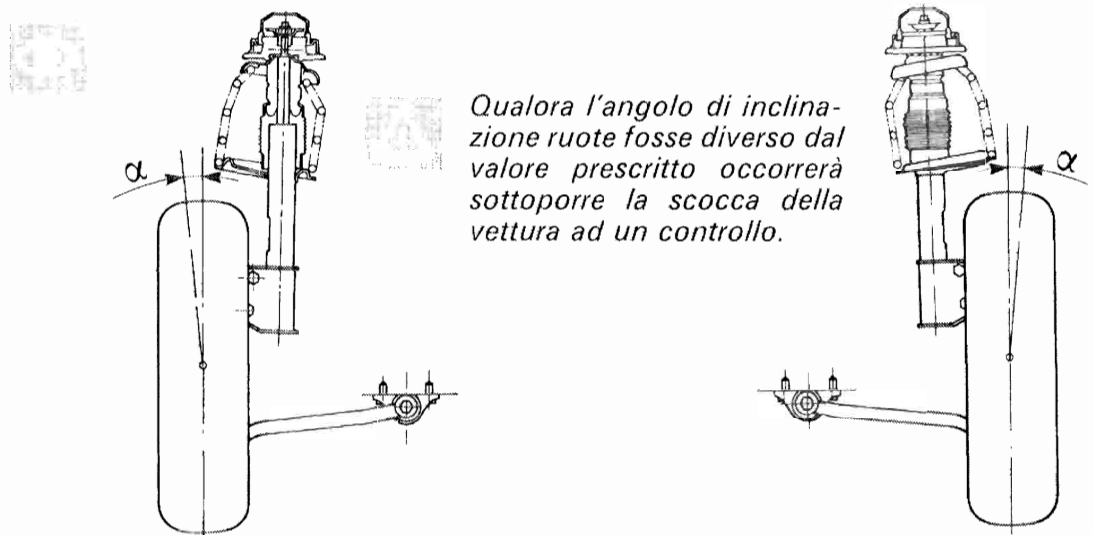 Qualora l'angolo di inclina-
zione ruote fosse diverso dal
valore prescritto occorrerà
sottoporre la scocca della
vettura ad un controllo.
α
α